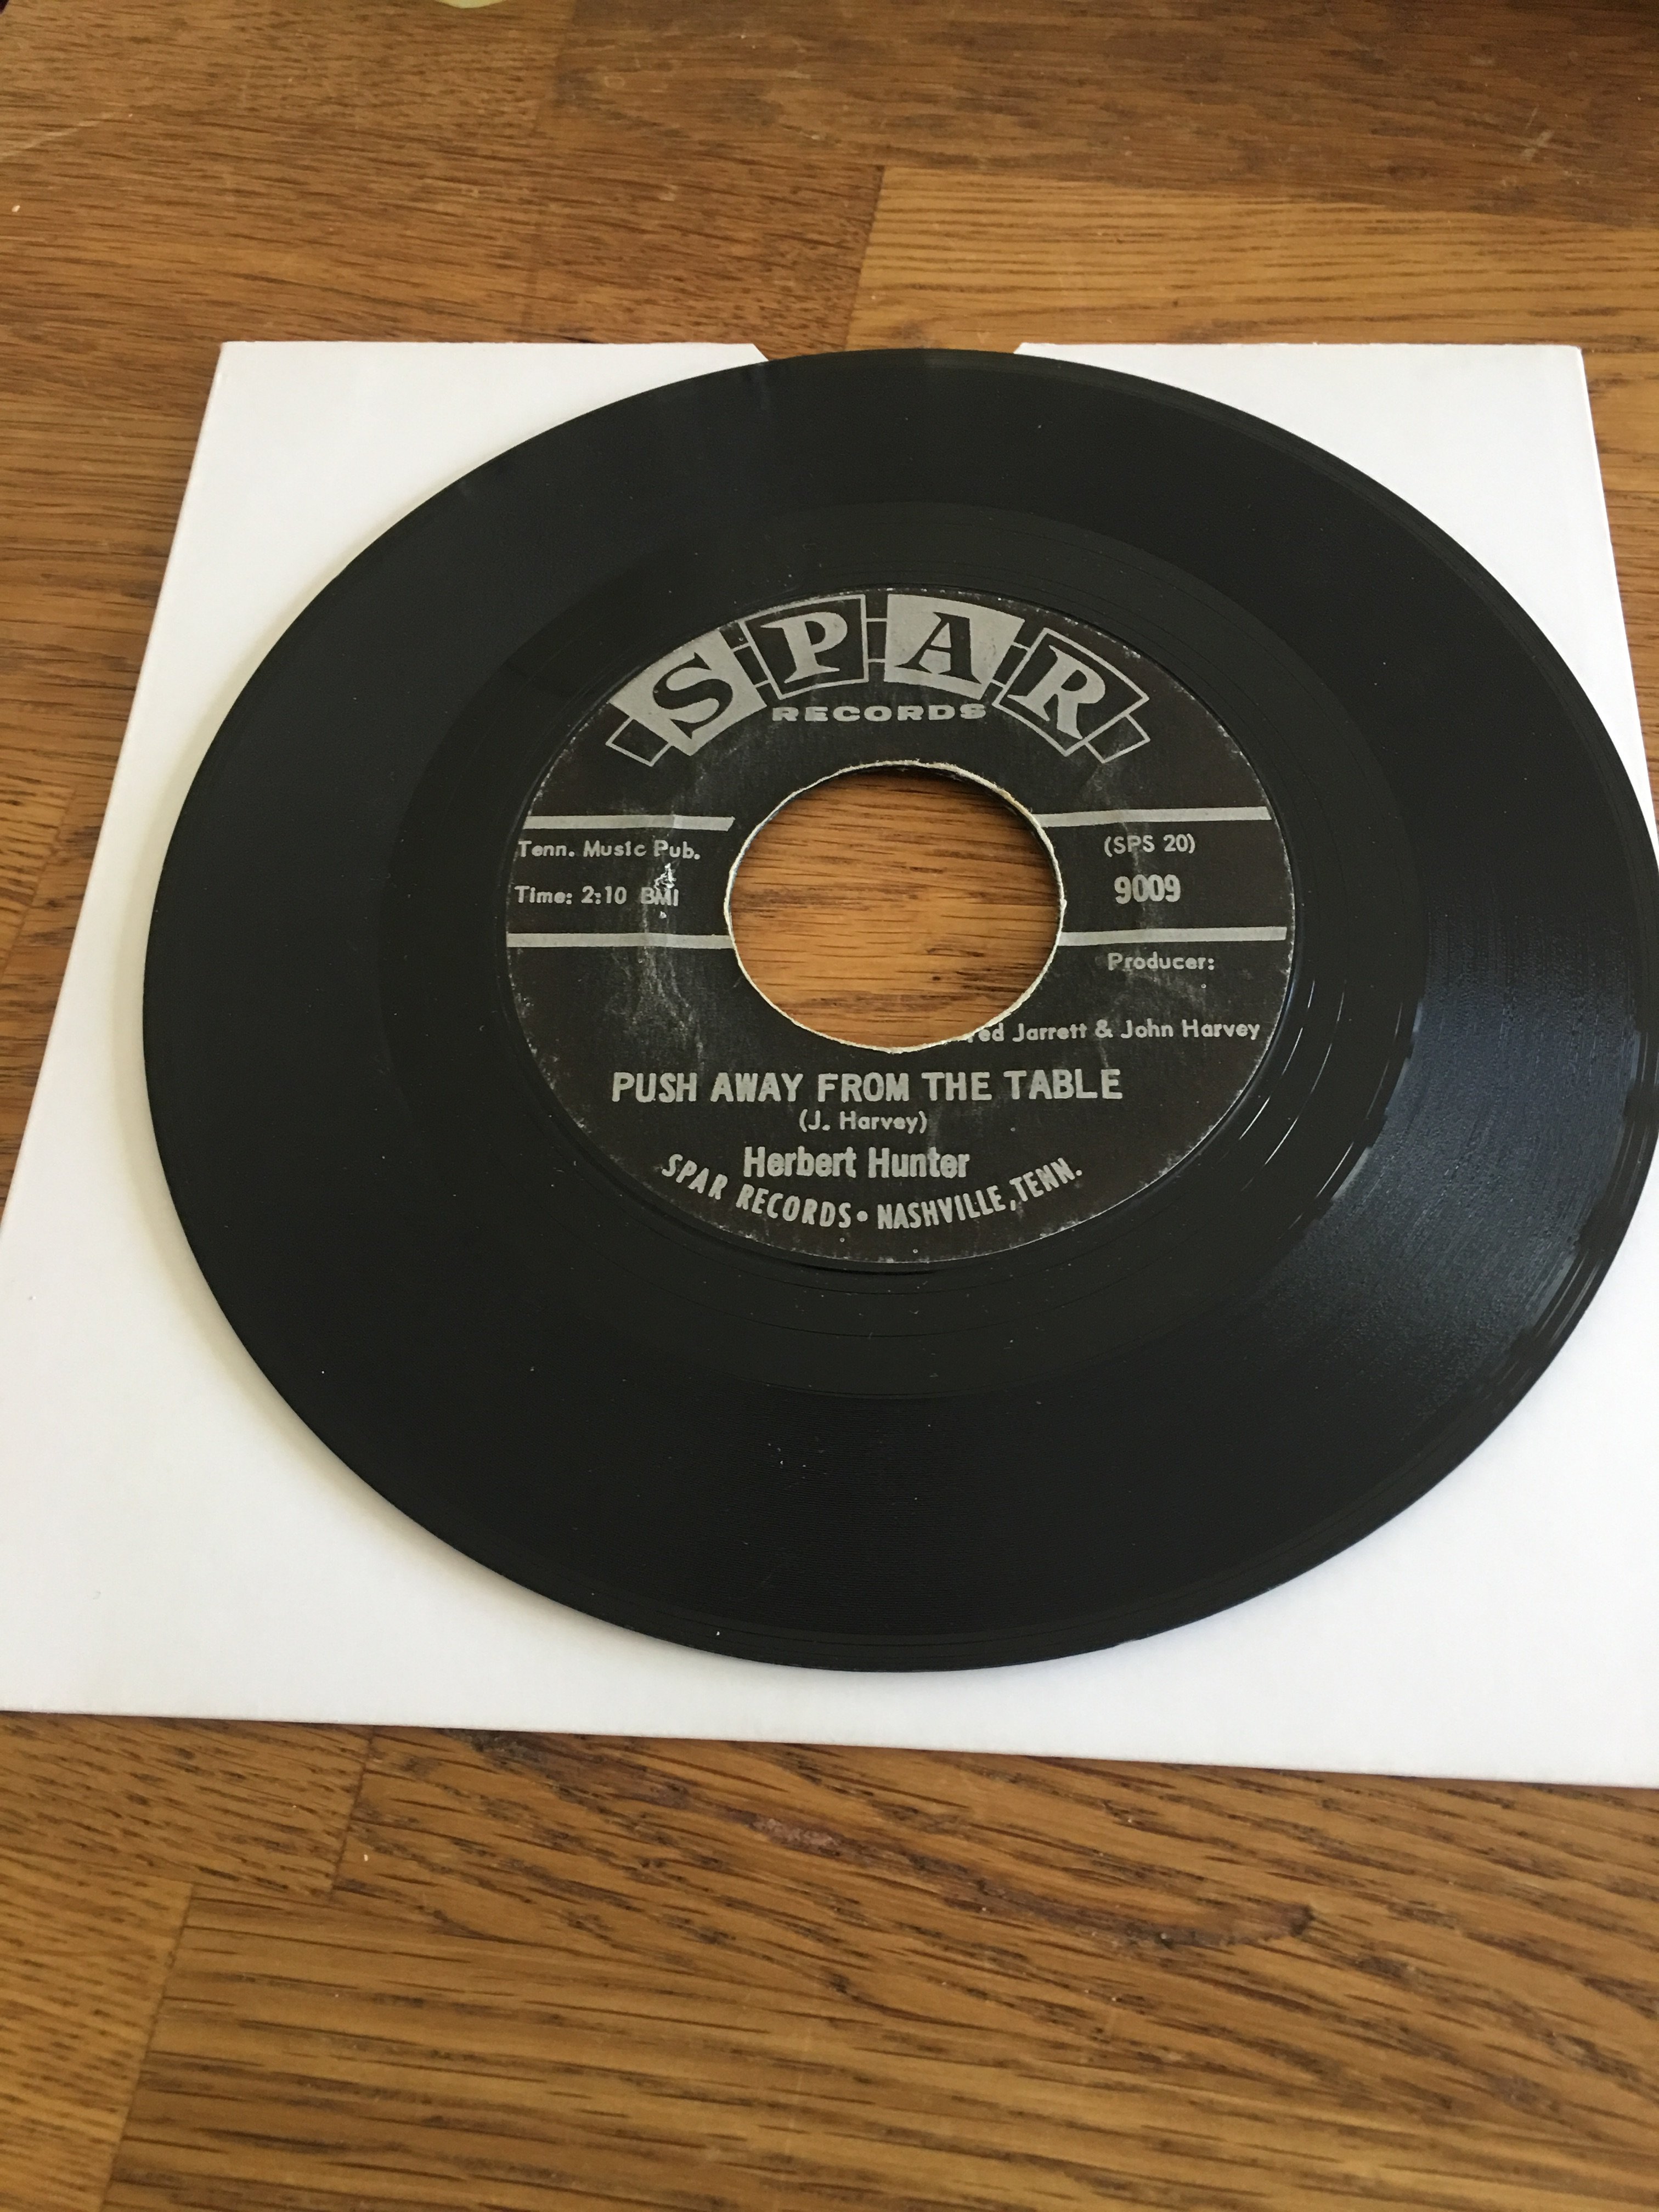 SPAR
RECORDS
Tenn. Music Pub.
Time: 2:10 BMI
(SPS 20)
9009
Producer:
Jarrett & John Harvey
PUSH AWAY FROM THE TABLE
(J. Harvey)
Herbert Hunter
SPAR RECORDS • NASHVILLE, TENN.